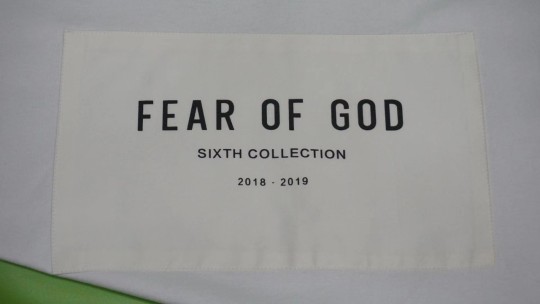 FEAR OF GOD
SIXTH COLLECTION
2018 - 2019